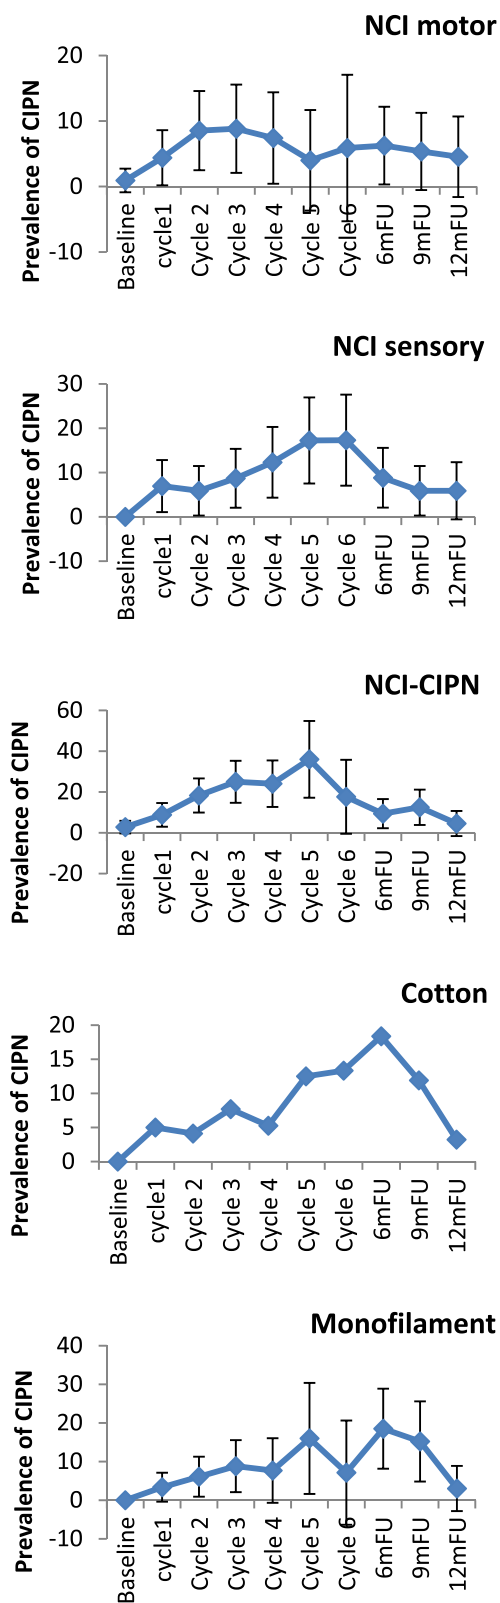 NCI motor
Prevalence of CIPN
20
10
0
-10
Baseline
cycle1
Cycle 2
Cycle 3
Cycle 4
Cycle 5
Cycle 6
6mFU
9mFU
12mFU
NCI sensory
Prevalence of CIPN
30
20
10
0
-10
Baseline
cycle1
Cycle 2
Cycle 3
Cycle 4
Cycle 5
Cycle 6
6mFU
9mFU
12mFU
NCI-CIPN
Prevalence of CIPN
60
40
20
0
-20
Baseline
cycle1
Cycle 2
Cycle 3
Cycle 4
Cycle 5
Cycle 6
6mFU
9mFU
12mFU
Cotton
Prevalence of CIPN
20
15
10
5
0
Baseline
cycle1
Cycle 2
Cycle 3
Cycle 4
Cycle 5
Cycle 6
6mFU
9mFU
12mFU
Monofilament
Prevalence of CIPN
40
30
20
10
0
-10
Baseline
cycle1
Cycle 2
Cycle 3
Cycle 4
Cycle 5
Cycle 6
6mFU
9mFU
12mFU